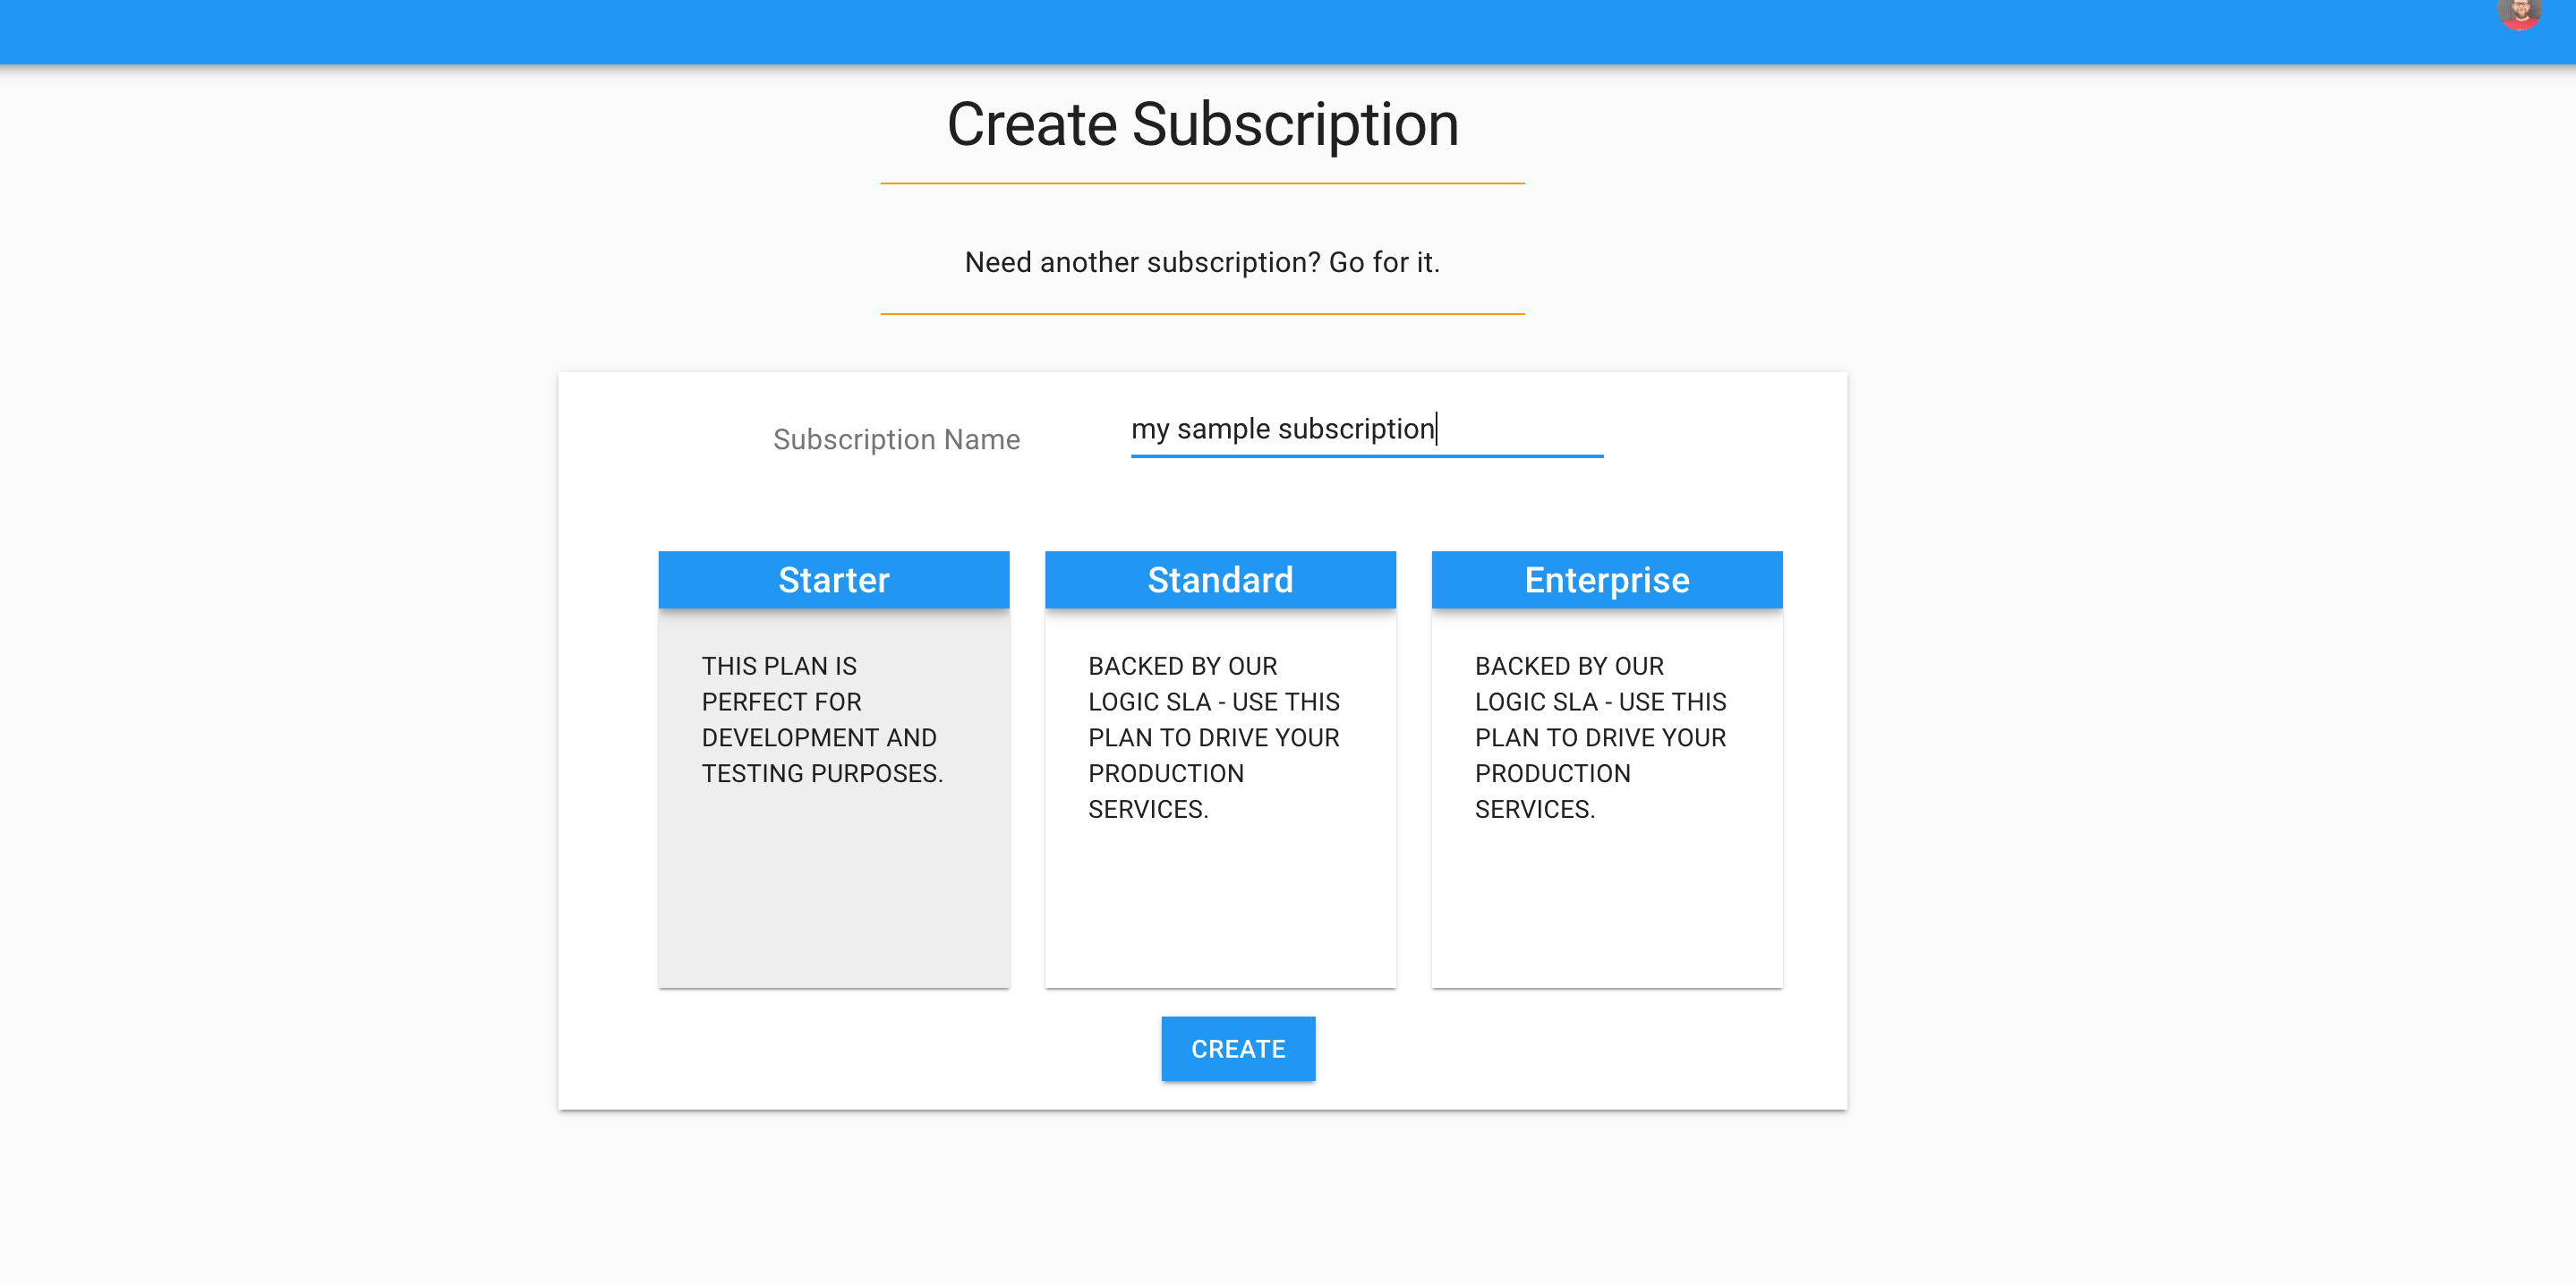 Create Subscription
Need another subscription? Go for it.
Subscription Name
my sample subscription
Starter
THIS PLAN IS
PERFECT FOR
DEVELOPMENT AND
TESTING PURPOSES.
Standard
BACKED BY OUR
LOGIC SLA - USE THIS
PLAN TO DRIVE YOUR
PRODUCTION
SERVICES.
Enterprise
BACKED BY OUR
LOGIC SLA - USE THIS
PLAN TO DRIVE YOUR
PRODUCTION
SERVICES.
CREATE